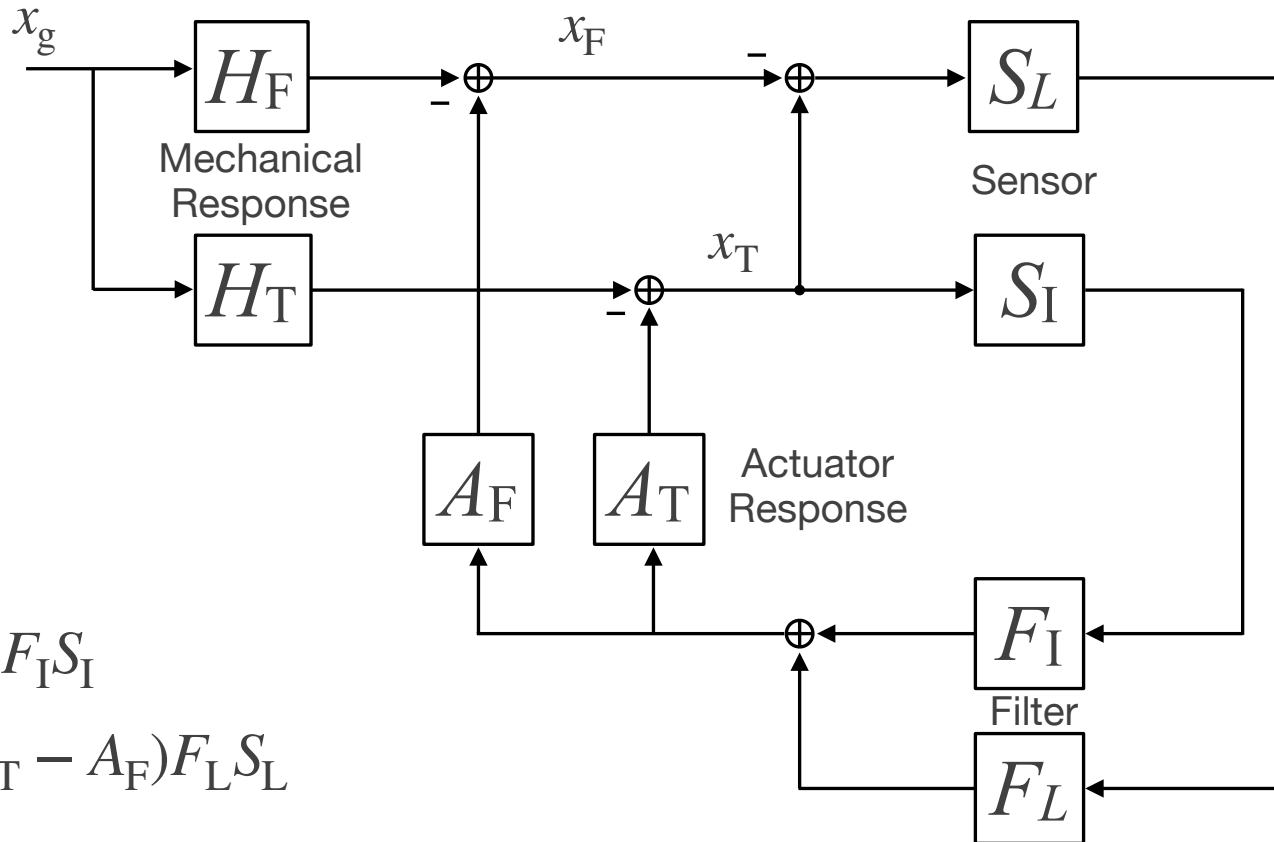 x_g
H_F
x_F
−
−
S_L
Mechanical
Response
Sensor
H_T
x_T
−
S_I
A_F
A_T
Actuator
Response
F_I S_I
F_I
Filter
T − A_F)F_L S_L
F_L